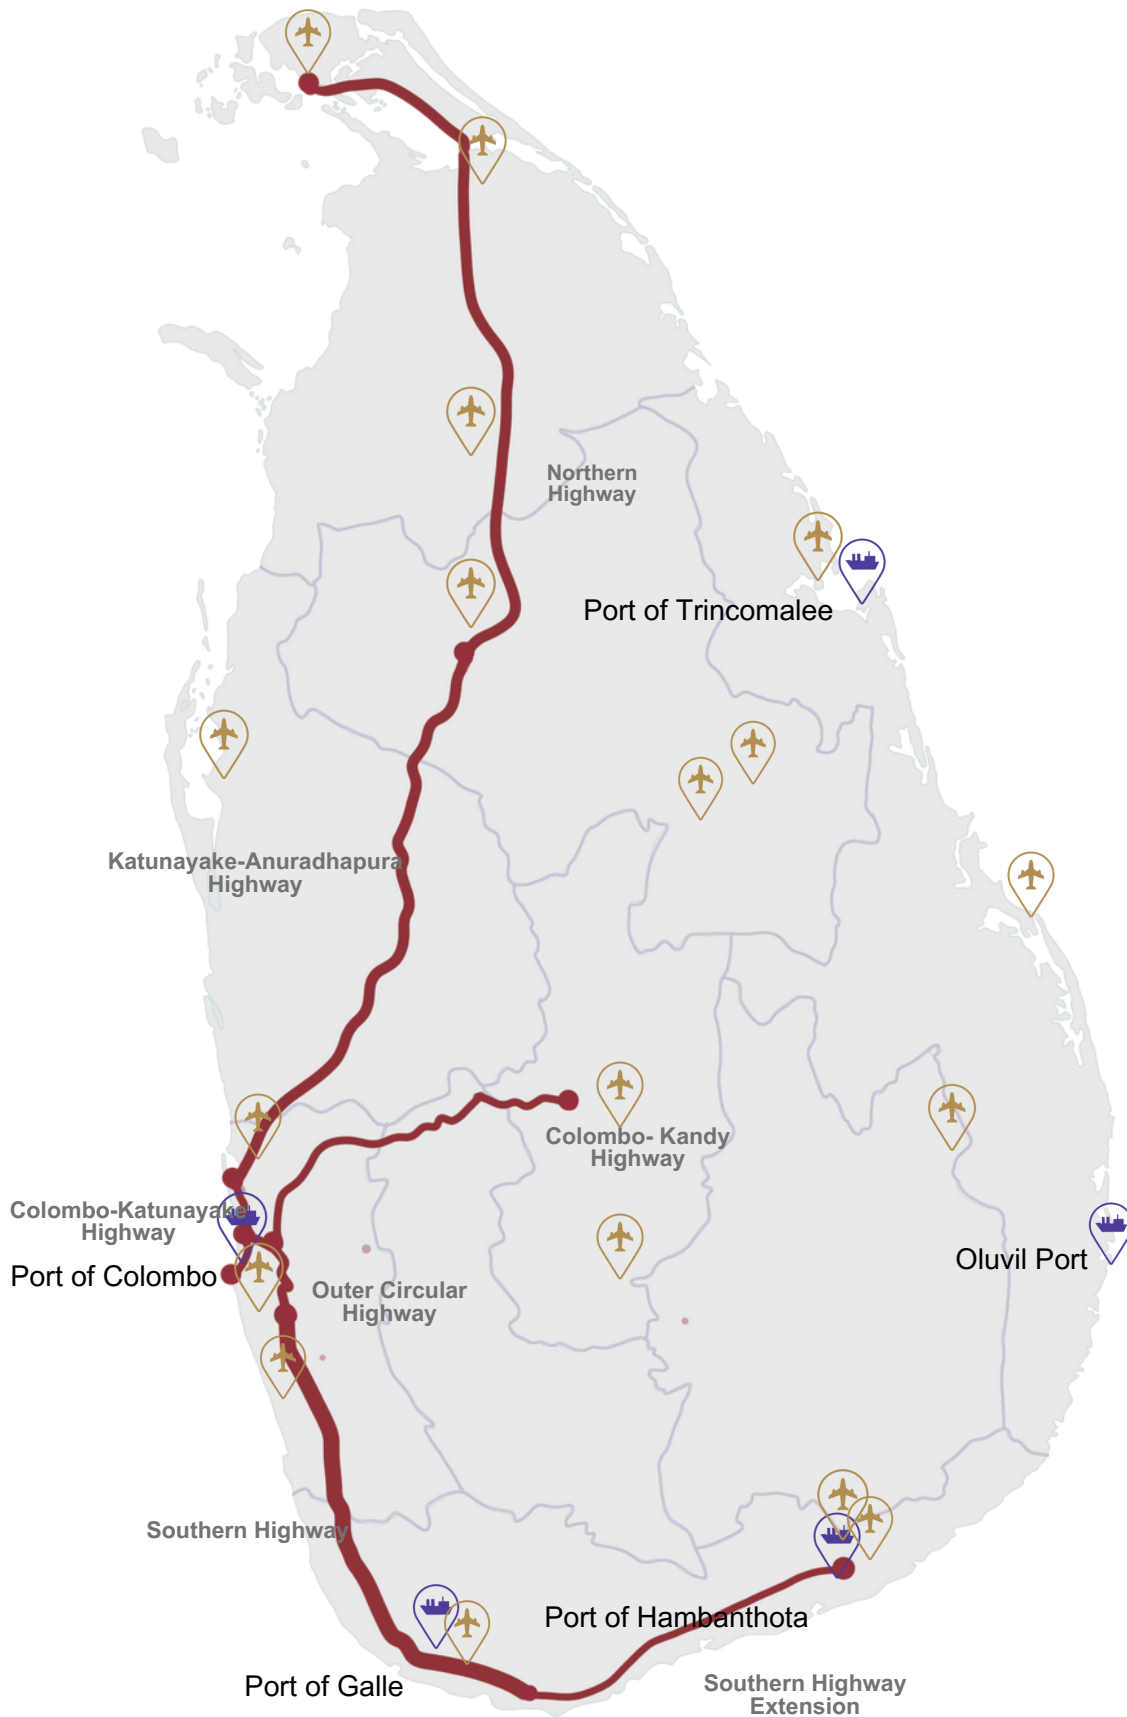 Northern
Highway
Port of Trincomalee
Katunayake-Anuradhapura
Highway
Colombo- Kandy
Highway
Colombo-Katunayake
Highway
Port of Colombo
Oluvil Port
Outer Circular
Highway
Southern Highway
Port of Hambanthota
Port of Galle
Southern Highway
Extension